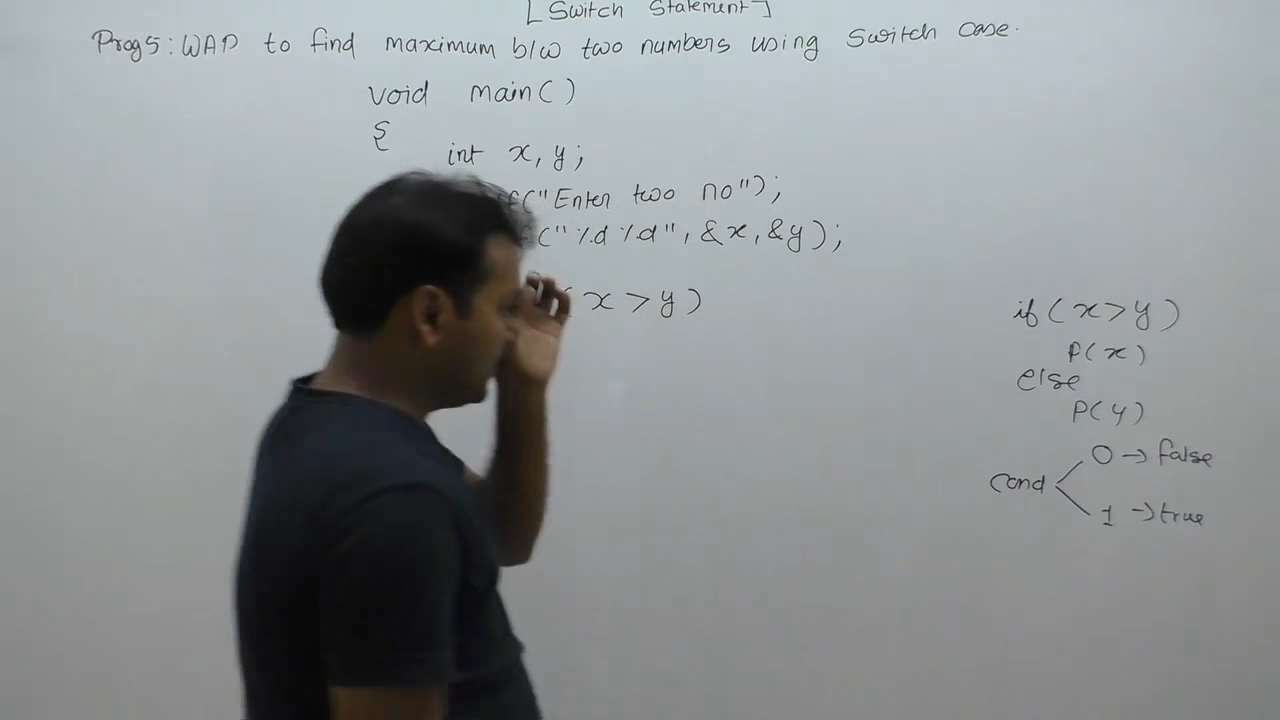 [Switch Statement]
Prog5: WAP to find maximum b/w two numbers using Switch case.
void main()
{
int x, y;
f("Enter two no");
f("%d %d", &x, &y);
( x > y )
if ( x > y )
P(x)
else
P(y)
Cond
0 → false
1 → true